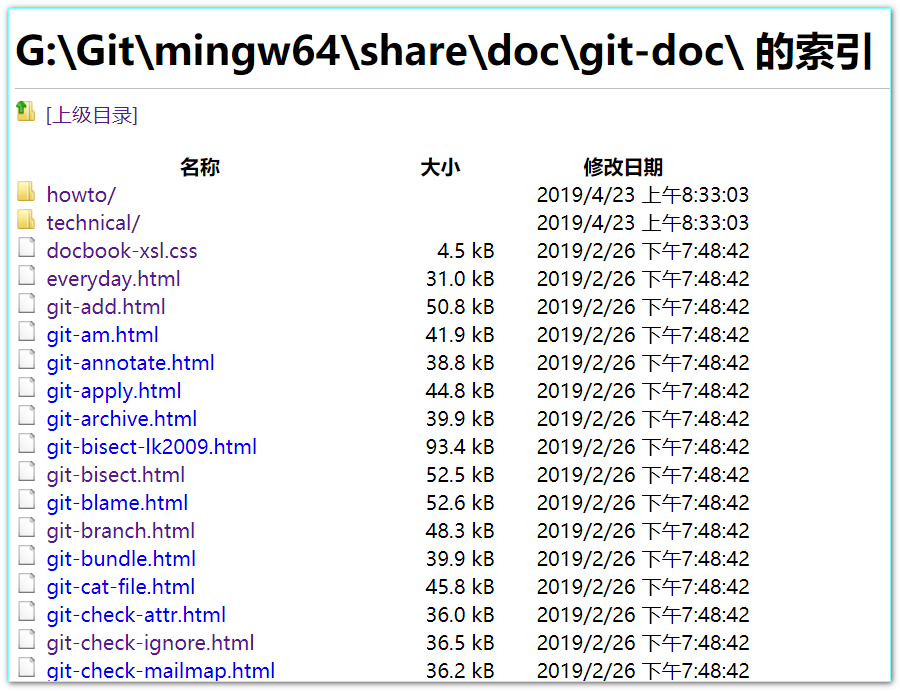 G:\Git\mingw64\share\doc\git-doc\ 的索引
[上级目录]
名称 大小 修改日期
howto/ 2019/4/23 上午8:33:03
technical/ 2019/4/23 上午8:33:03
docbook-xsl.css 4.5 kB 2019/2/26 下午7:48:42
everyday.html 31.0 kB 2019/2/26 下午7:48:42
git-add.html 50.8 kB 2019/2/26 下午7:48:42
git-am.html 41.9 kB 2019/2/26 下午7:48:42
git-annotate.html 38.8 kB 2019/2/26 下午7:48:42
git-apply.html 44.8 kB 2019/2/26 下午7:48:42
git-archive.html 39.9 kB 2019/2/26 下午7:48:42
git-bisect-lk2009.html 93.4 kB 2019/2/26 下午7:48:42
git-bisect.html 52.5 kB 2019/2/26 下午7:48:42
git-blame.html 52.6 kB 2019/2/26 下午7:48:42
git-branch.html 48.3 kB 2019/2/26 下午7:48:42
git-bundle.html 39.9 kB 2019/2/26 下午7:48:42
git-cat-file.html 45.8 kB 2019/2/26 下午7:48:42
git-check-attr.html 36.0 kB 2019/2/26 下午7:48:42
git-check-ignore.html 36.5 kB 2019/2/26 下午7:48:42
git-check-mailmap.html 36.2 kB 2019/2/26 下午7:48:42